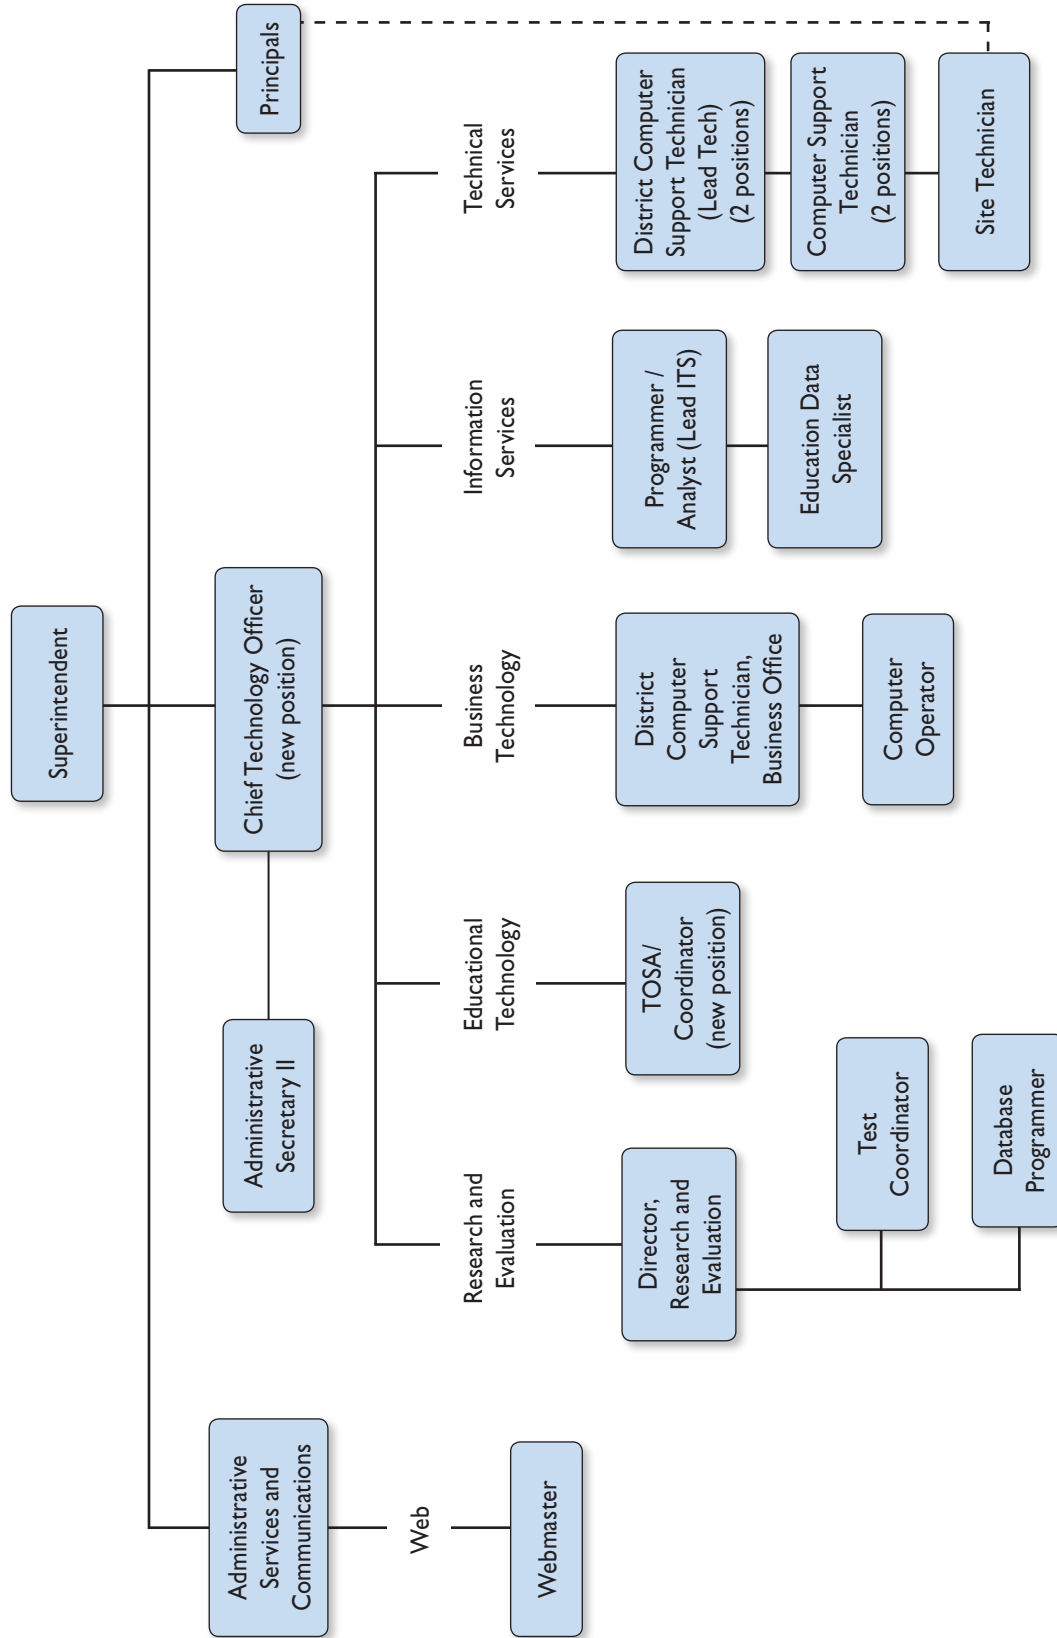 Superintendent
Administrative
Services and
Communications
Chief Technology Officer
(new position)
Principals
Administrative
Secretary II
Web
Webmaster
Research and
Evaluation
Educational
Technology
Business
Technology
Information
Services
Technical
Services
Director,
Research and
Evaluation
TOSA/
Coordinator
(new position)
District
Computer
Support
Technician,
Business Office
Programmer /
Analyst (Lead ITS)
District Computer
Support Technician
(Lead Tech)
(2 positions)
Test
Coordinator
Database
Programmer
Computer
Operator
Education Data
Specialist
Computer Support
Technician
(2 positions)
Site Technician